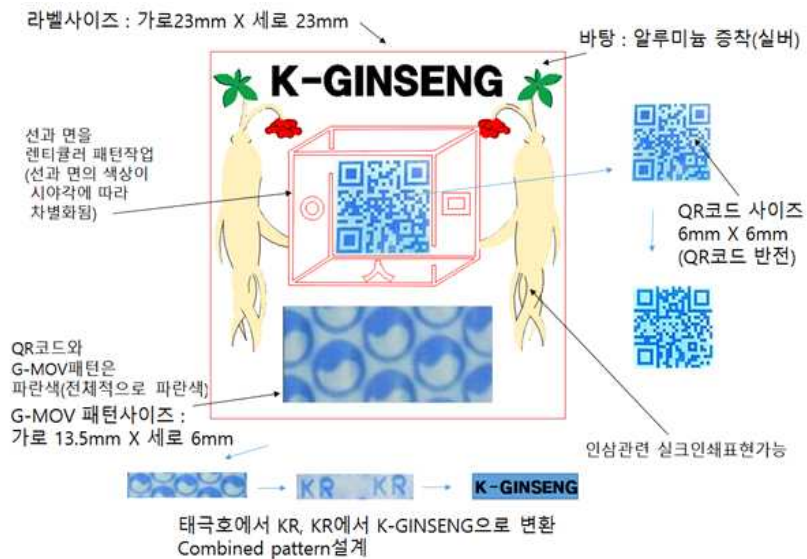 라벨사이즈 : 가로23mm X 세로 23mm
바탕 : 알루미늄 증착(실버)
K-GINSENG
선과 면을
렌티큘러 패턴작업
(선과 면의 색상이
시야각에 따라
차별화됨)
QR코드 사이즈
6mm X 6mm
(QR코드 반전)
QR코드와
G-MOV패턴은
파란색(전체적으로 파란색)
G-MOV 패턴사이즈 :
가로 13.5mm X 세로 6mm
인삼관련 실크인쇄표현가능
KR KR
K-GINSENG
태극호에서 KR, KR에서 K-GINSENG으로 변환
Combined pattern설계